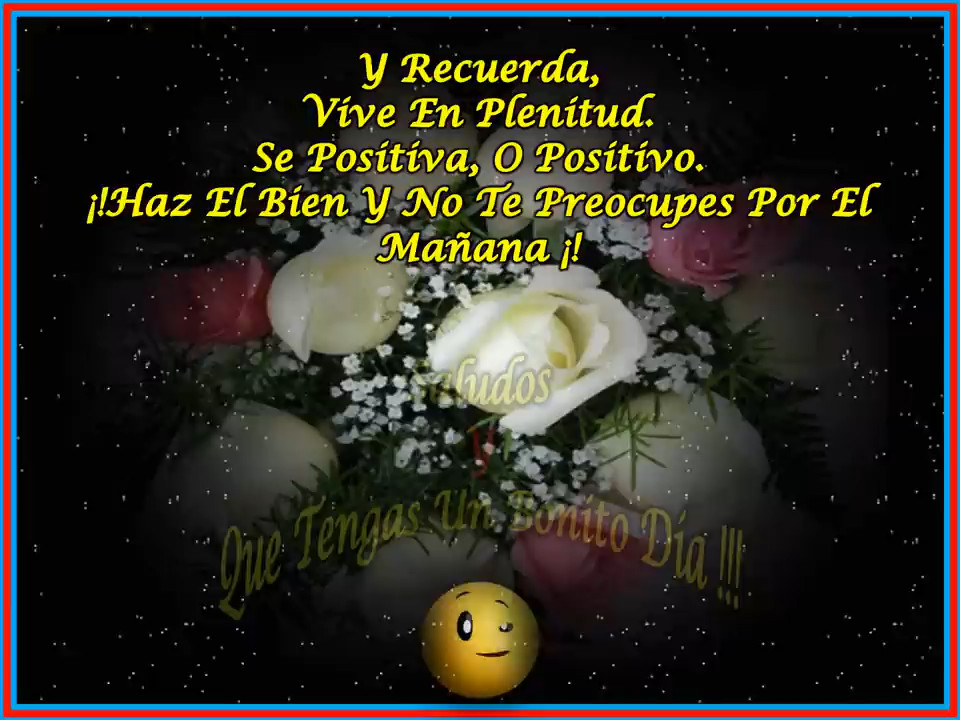 Y Recuerda,
Vive En Plenitud.
Se Positiva, O Positivo.
¡!Haz El Bien Y No Te Preocupes Por El
Mañana ¡!
Saludos
Y
Que Tengas Un Bonito Día !!!